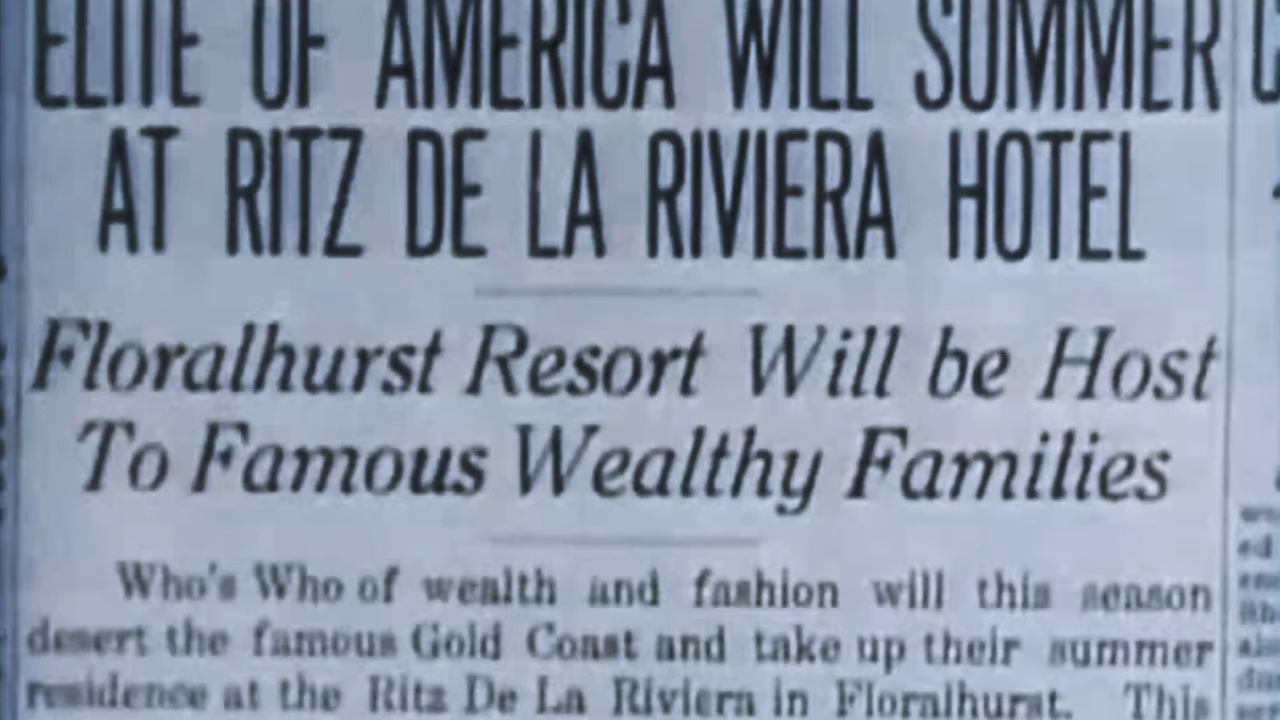 ELITE OF AMERICA WILL SUMMER
AT RITZ DE LA RIVIERA HOTEL
Floralhurst Resort Will be Host
To Famous Wealthy Families
Who's Who of wealth and fashion will this season
desert the famous Gold Coast and take up their summer
residence at the Ritz De La Riviera in Floralhurst. This
ed